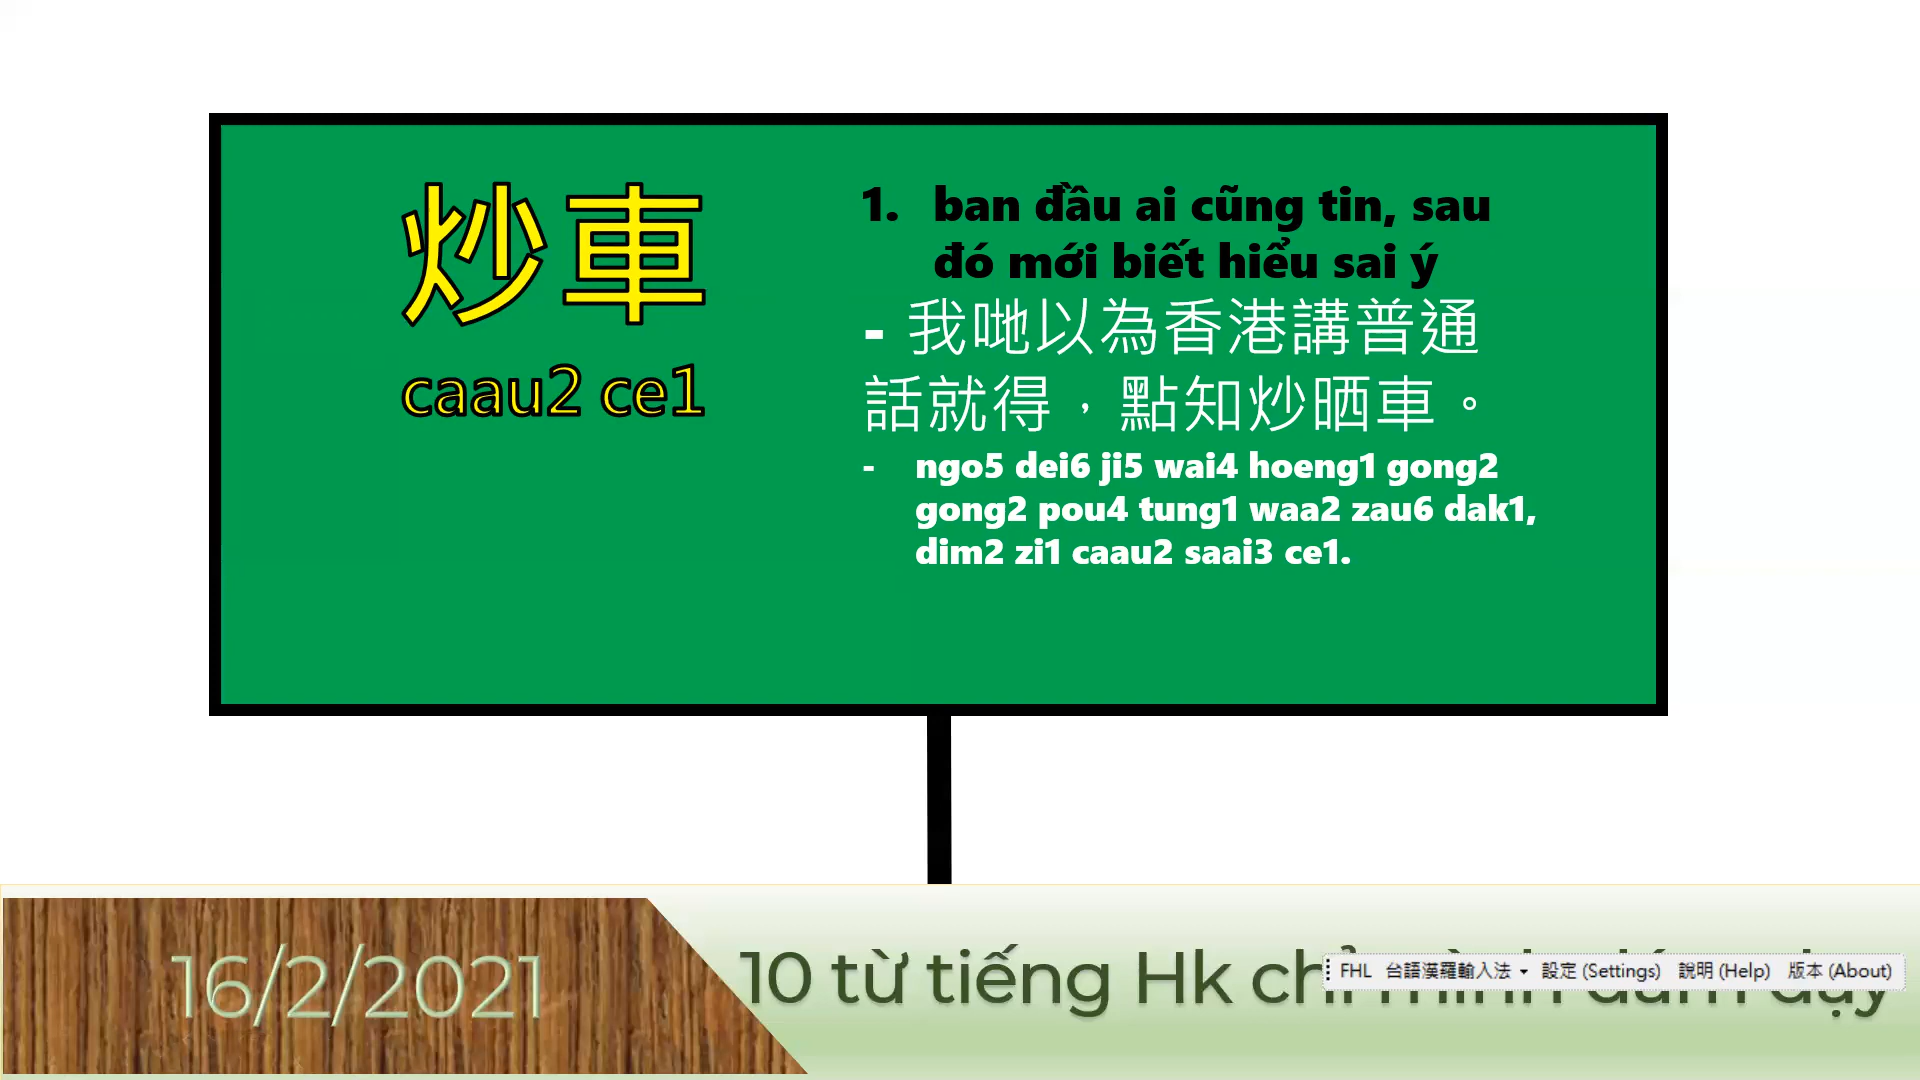 炒車
caau2 ce1
1. ban đầu ai cũng tin, sau
đó mới biết hiểu sai ý
- 我哋以為香港講普通
話就得，點知炒晒車。
- ngo5 dei6 ji5 wai4 hoeng1 gong2
gong2 pou4 tung1 waa2 zau6 dak1,
dim2 zi1 caau2 saai3 ce1.
16/2/2021
10 từ tiếng Hk chỉ
FHL 台語漢羅輸入法 設定 (Settings) 說明 (Help) 版本 (About)